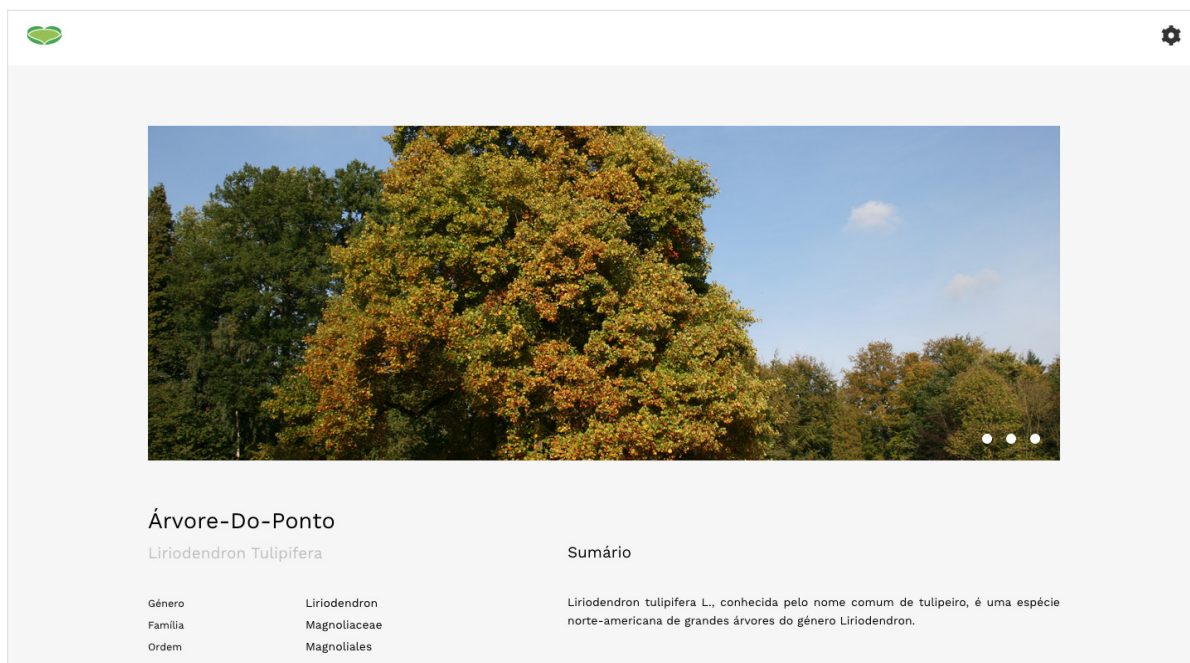 Árvore-Do-Ponto
Liriodendron Tulipifera
Género Liriodendron
Família Magnoliaceae
Ordem Magnoliales
Sumário
Liriodendron tulipifera L., conhecida pelo nome comum de tulipeiro, é uma espécie
norte-americana de grandes árvores do género Liriodendron.